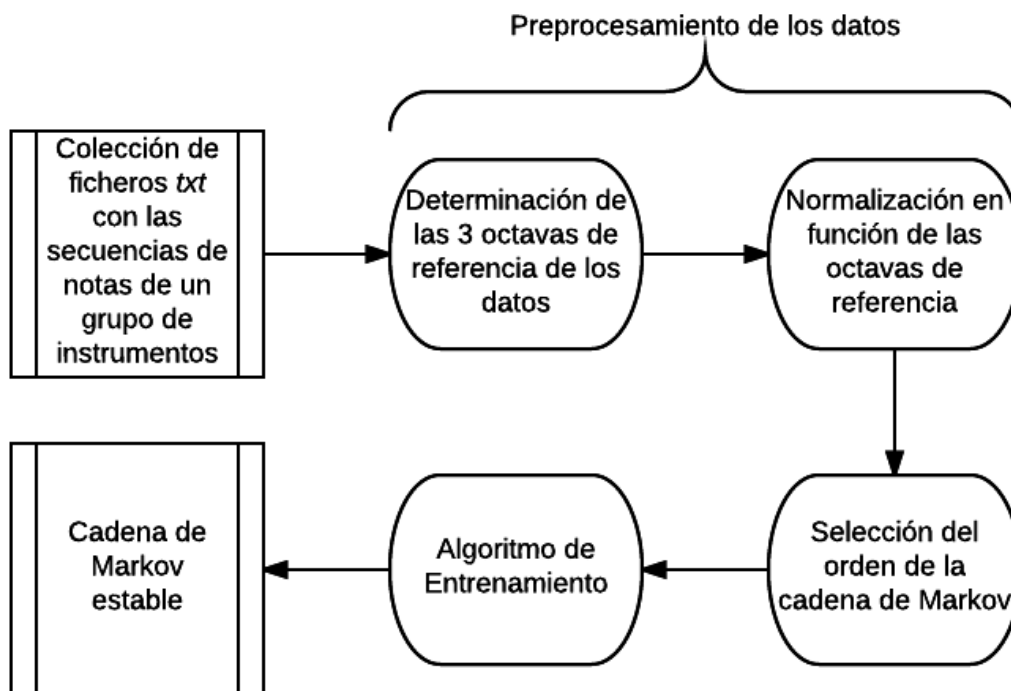 Preprocesamiento de los datos
Colección de
ficheros txt
con las
secuencias de
notas de un
grupo de
instrumentos
Determinación de
las 3 octavas de
referencia de los
datos
Normalización en
función de las
octavas de
referencia
Cadena de
Markov
estable
Algoritmo de
Entrenamiento
Selección del
orden de la
cadena de Markov